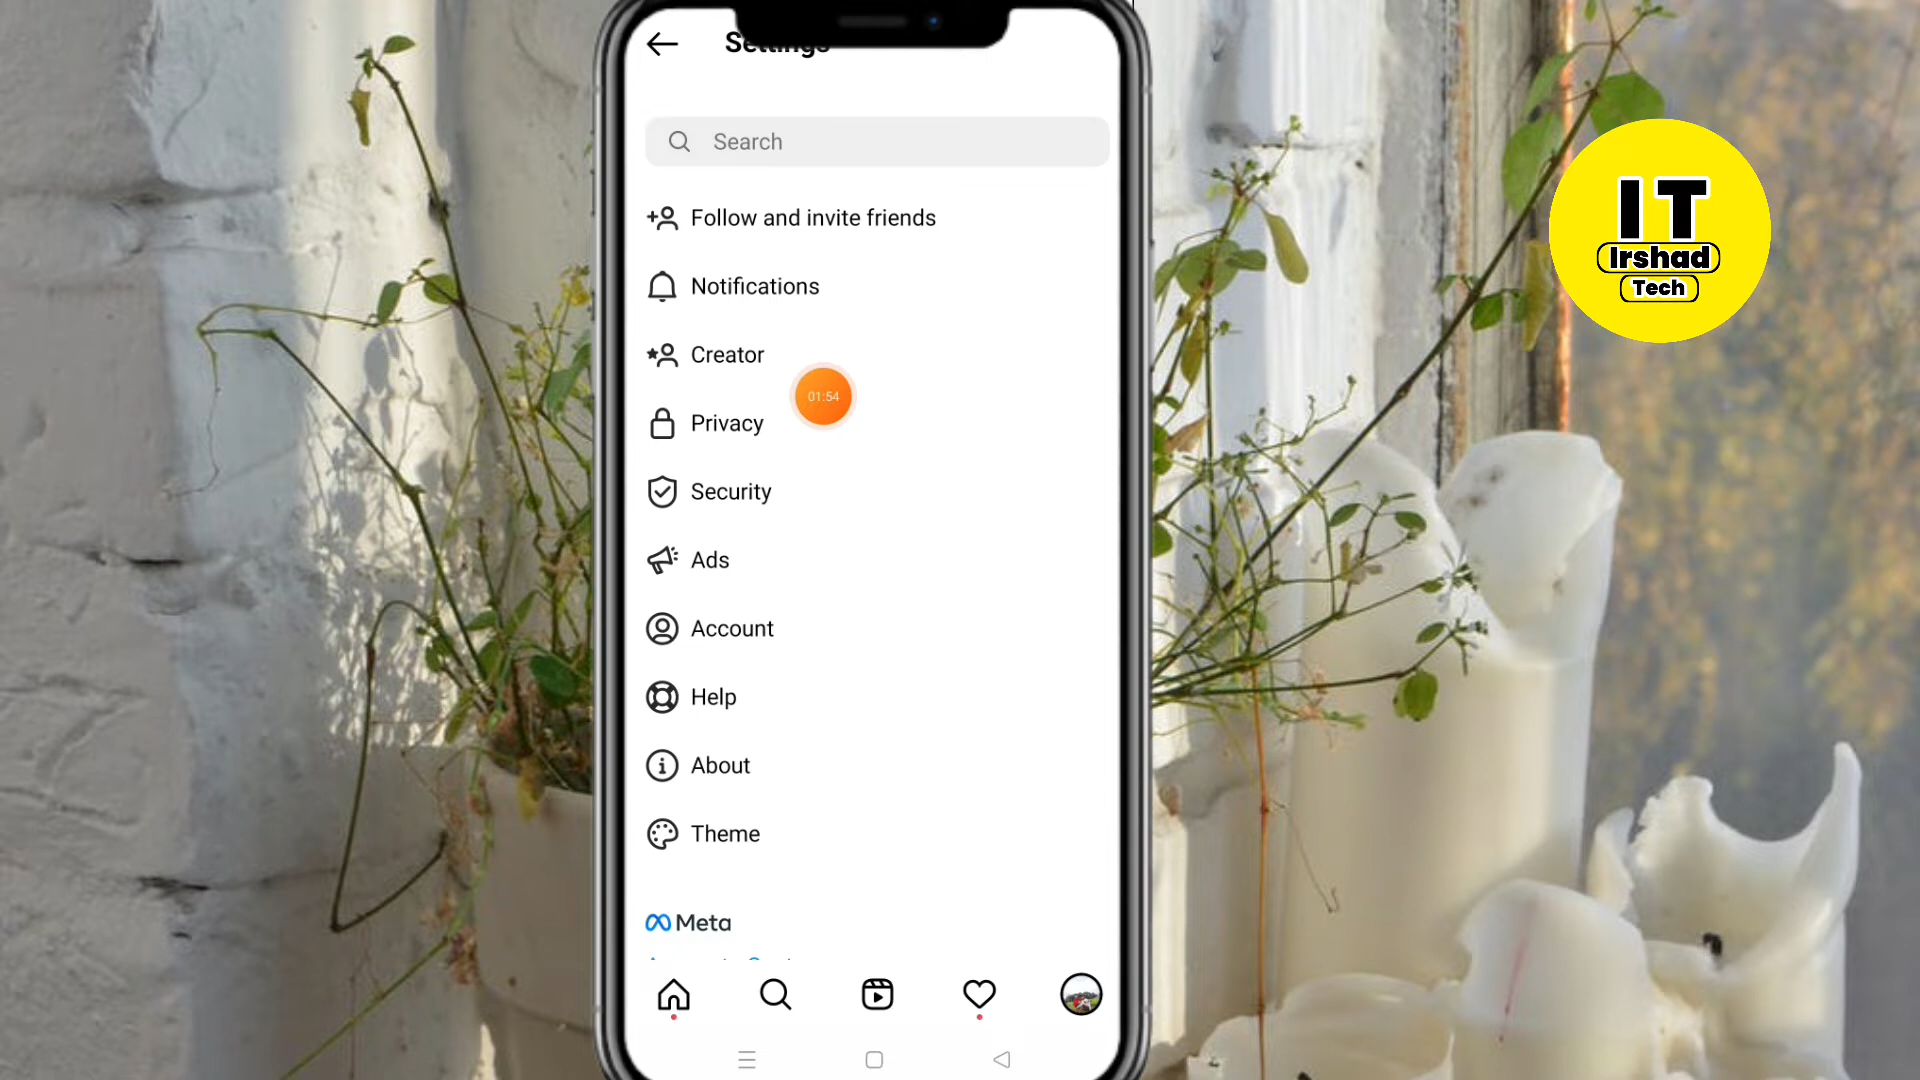 Settings
Search
Follow and invite friends
Notifications
Creator
01:54
Privacy
Security
Ads
Account
Help
About
Theme
Meta
IT
Irshad
Tech